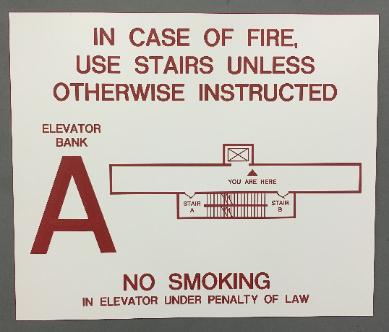 IN CASE OF FIRE,
USE STAIRS UNLESS
OTHERWISE INSTRUCTED
ELEVATOR
BANK
A
YOU ARE HERE
STAIR
A
STAIR
B
NO SMOKING
IN ELEVATOR UNDER PENALTY OF LAW